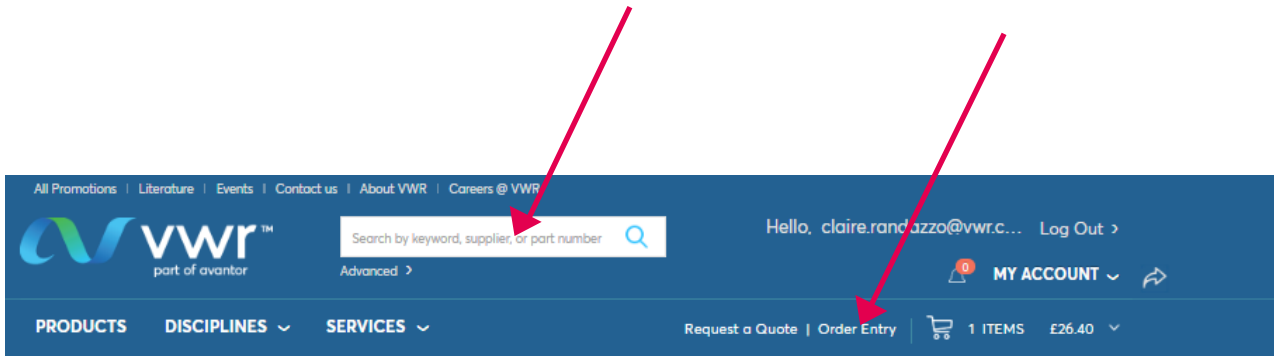 All Promotions | Literature | Events | Contact us | About VWR | Careers @ VWR
vwr™
part of avantor
Search by keyword, supplier, or part number
Advanced >
Hello, claire.randazzo@vwr.c... Log Out >
0 MY ACCOUNT
PRODUCTS DISCIPLINES SERVICES
Request a Quote | Order Entry 1 ITEMS £26.40